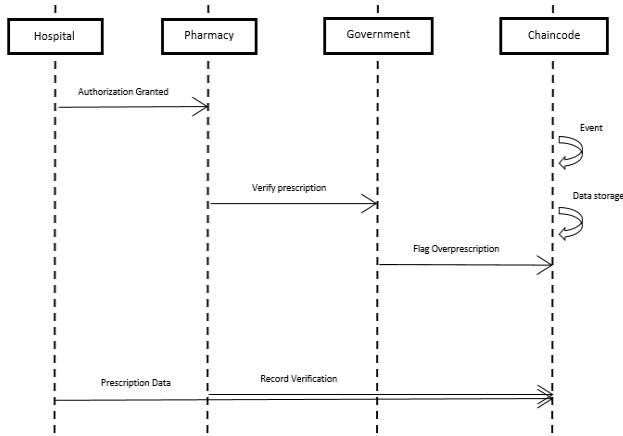 Hospital
Pharmacy
Government
Chaincode
Authorization Granted
Event
Verify prescription
Data storage
Flag Overprescription
Prescription Data
Record Verification